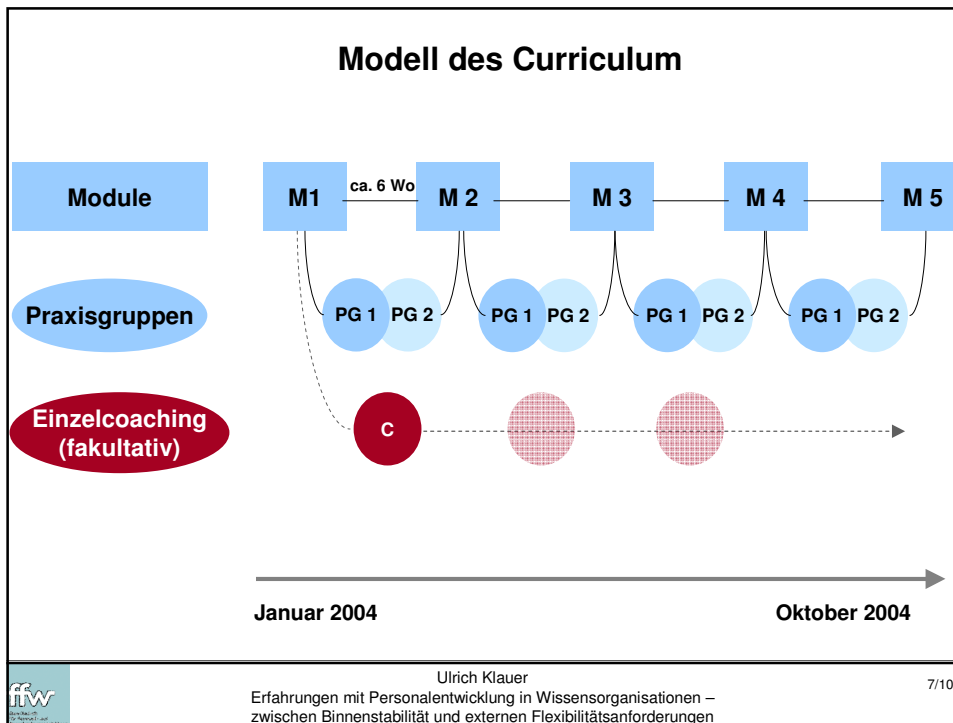 Modell des Curriculum
Module
M1
ca. 6 Wo
M 2
M 3
M 4
M 5
Praxisgruppen
PG 1
PG 2
PG 1
PG 2
PG 1
PG 2
PG 1
PG 2
Einzelcoaching
(fakultativ)
C
Januar 2004
Oktober 2004
ffw
Ulrich Klauer
7/10
Erfahrungen mit Personalentwicklung in Wissensorganisationen –
zwischen Binnenstabilität und externen Flexibilitätsanforderungen